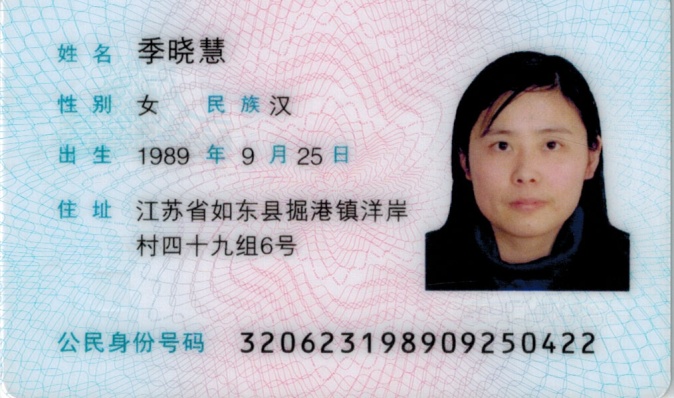 姓名 季晓慧
性别 女 民族 汉
出生 1989 年 9 月 25 日
住址 江苏省如东县掘港镇洋岸
村四十九组6号
公民身份号码 320623198909250422